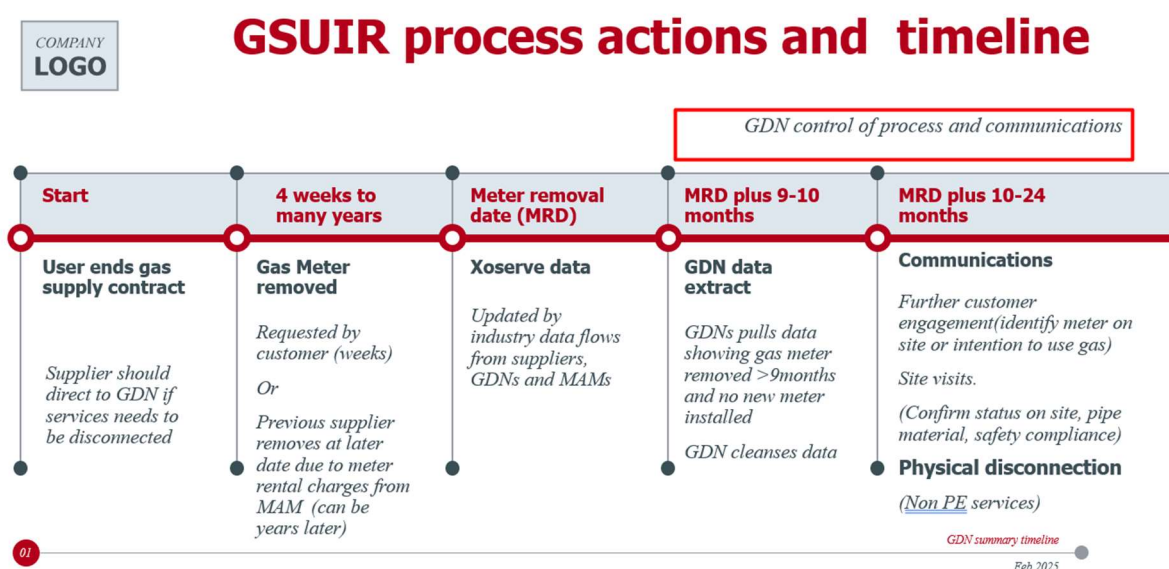 COMPANY
LOGO
GSUIR process actions and timeline
GDN control of process and communications
Start
4 weeks to
many years
Meter removal
date (MRD)
MRD plus 9-10
months
MRD plus 10-24
months
User ends gas
supply contract
Supplier should
direct to GDN if
services needs to
be disconnected
Gas Meter
removed
Requested by
customer (weeks)
Or
Previous supplier
removes at later
date due to meter
rental charges from
MAM (can be
years later)
Xoserve data
Updated by
industry data flows
from suppliers,
GDNs and MAMs
GDN data
extract
GDNs pulls data
showing gas meter
removed >9months
and no new meter
installed
GDN cleanses data
Communications
Further customer
engagement(identify meter on
site or intention to use gas)
Site visits.
(Confirm status on site, pipe
material, safety compliance)
Physical disconnection
(Non PE services)
01
GDN summary timeline
Feb 2025